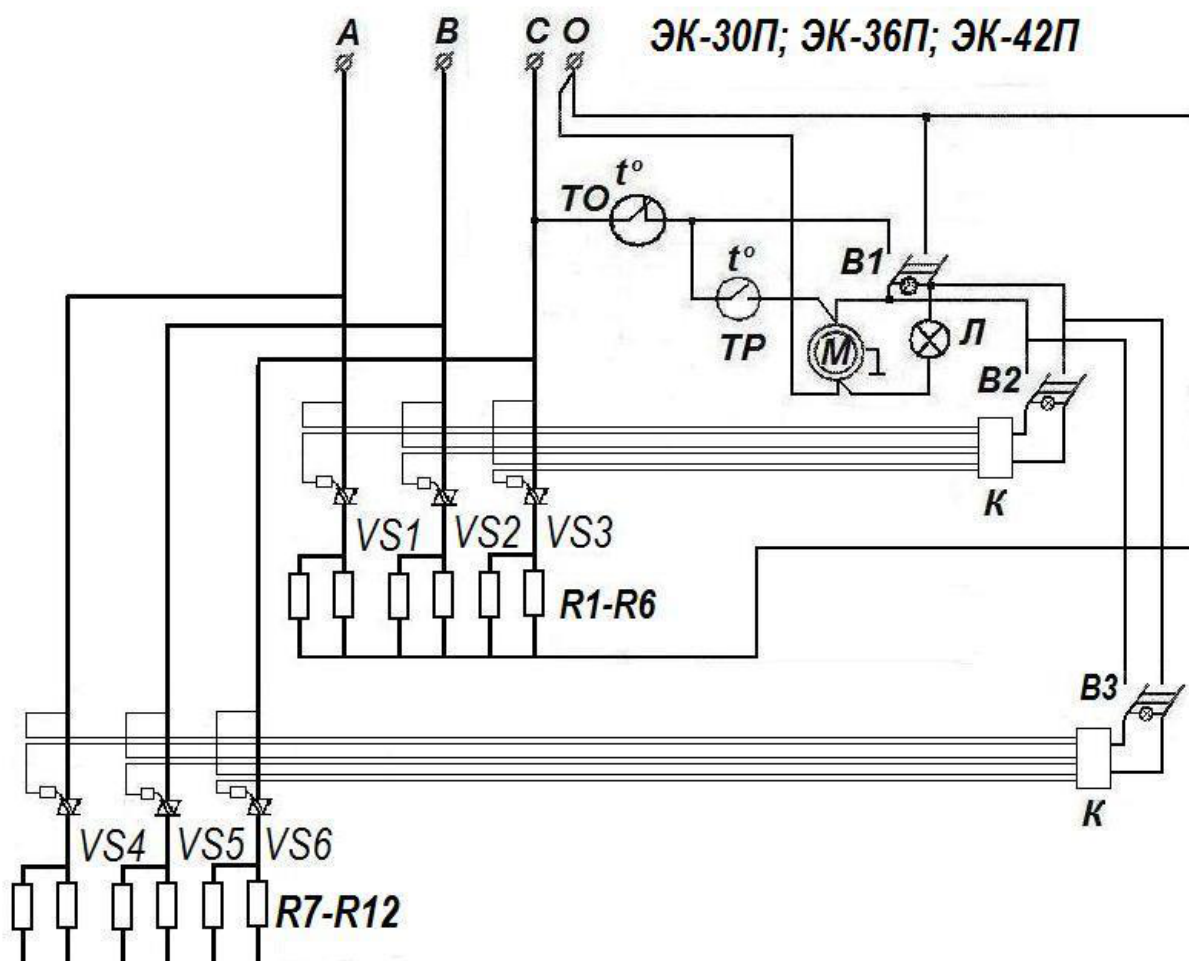 A B C O ЭК-30П; ЭК-36П; ЭК-42П
t°
ТО
t°
В1
ТР
М
Л
В2
К
VS1 VS2 VS3
R1-R6
В3
К
VS4 VS5 VS6
R7-R12